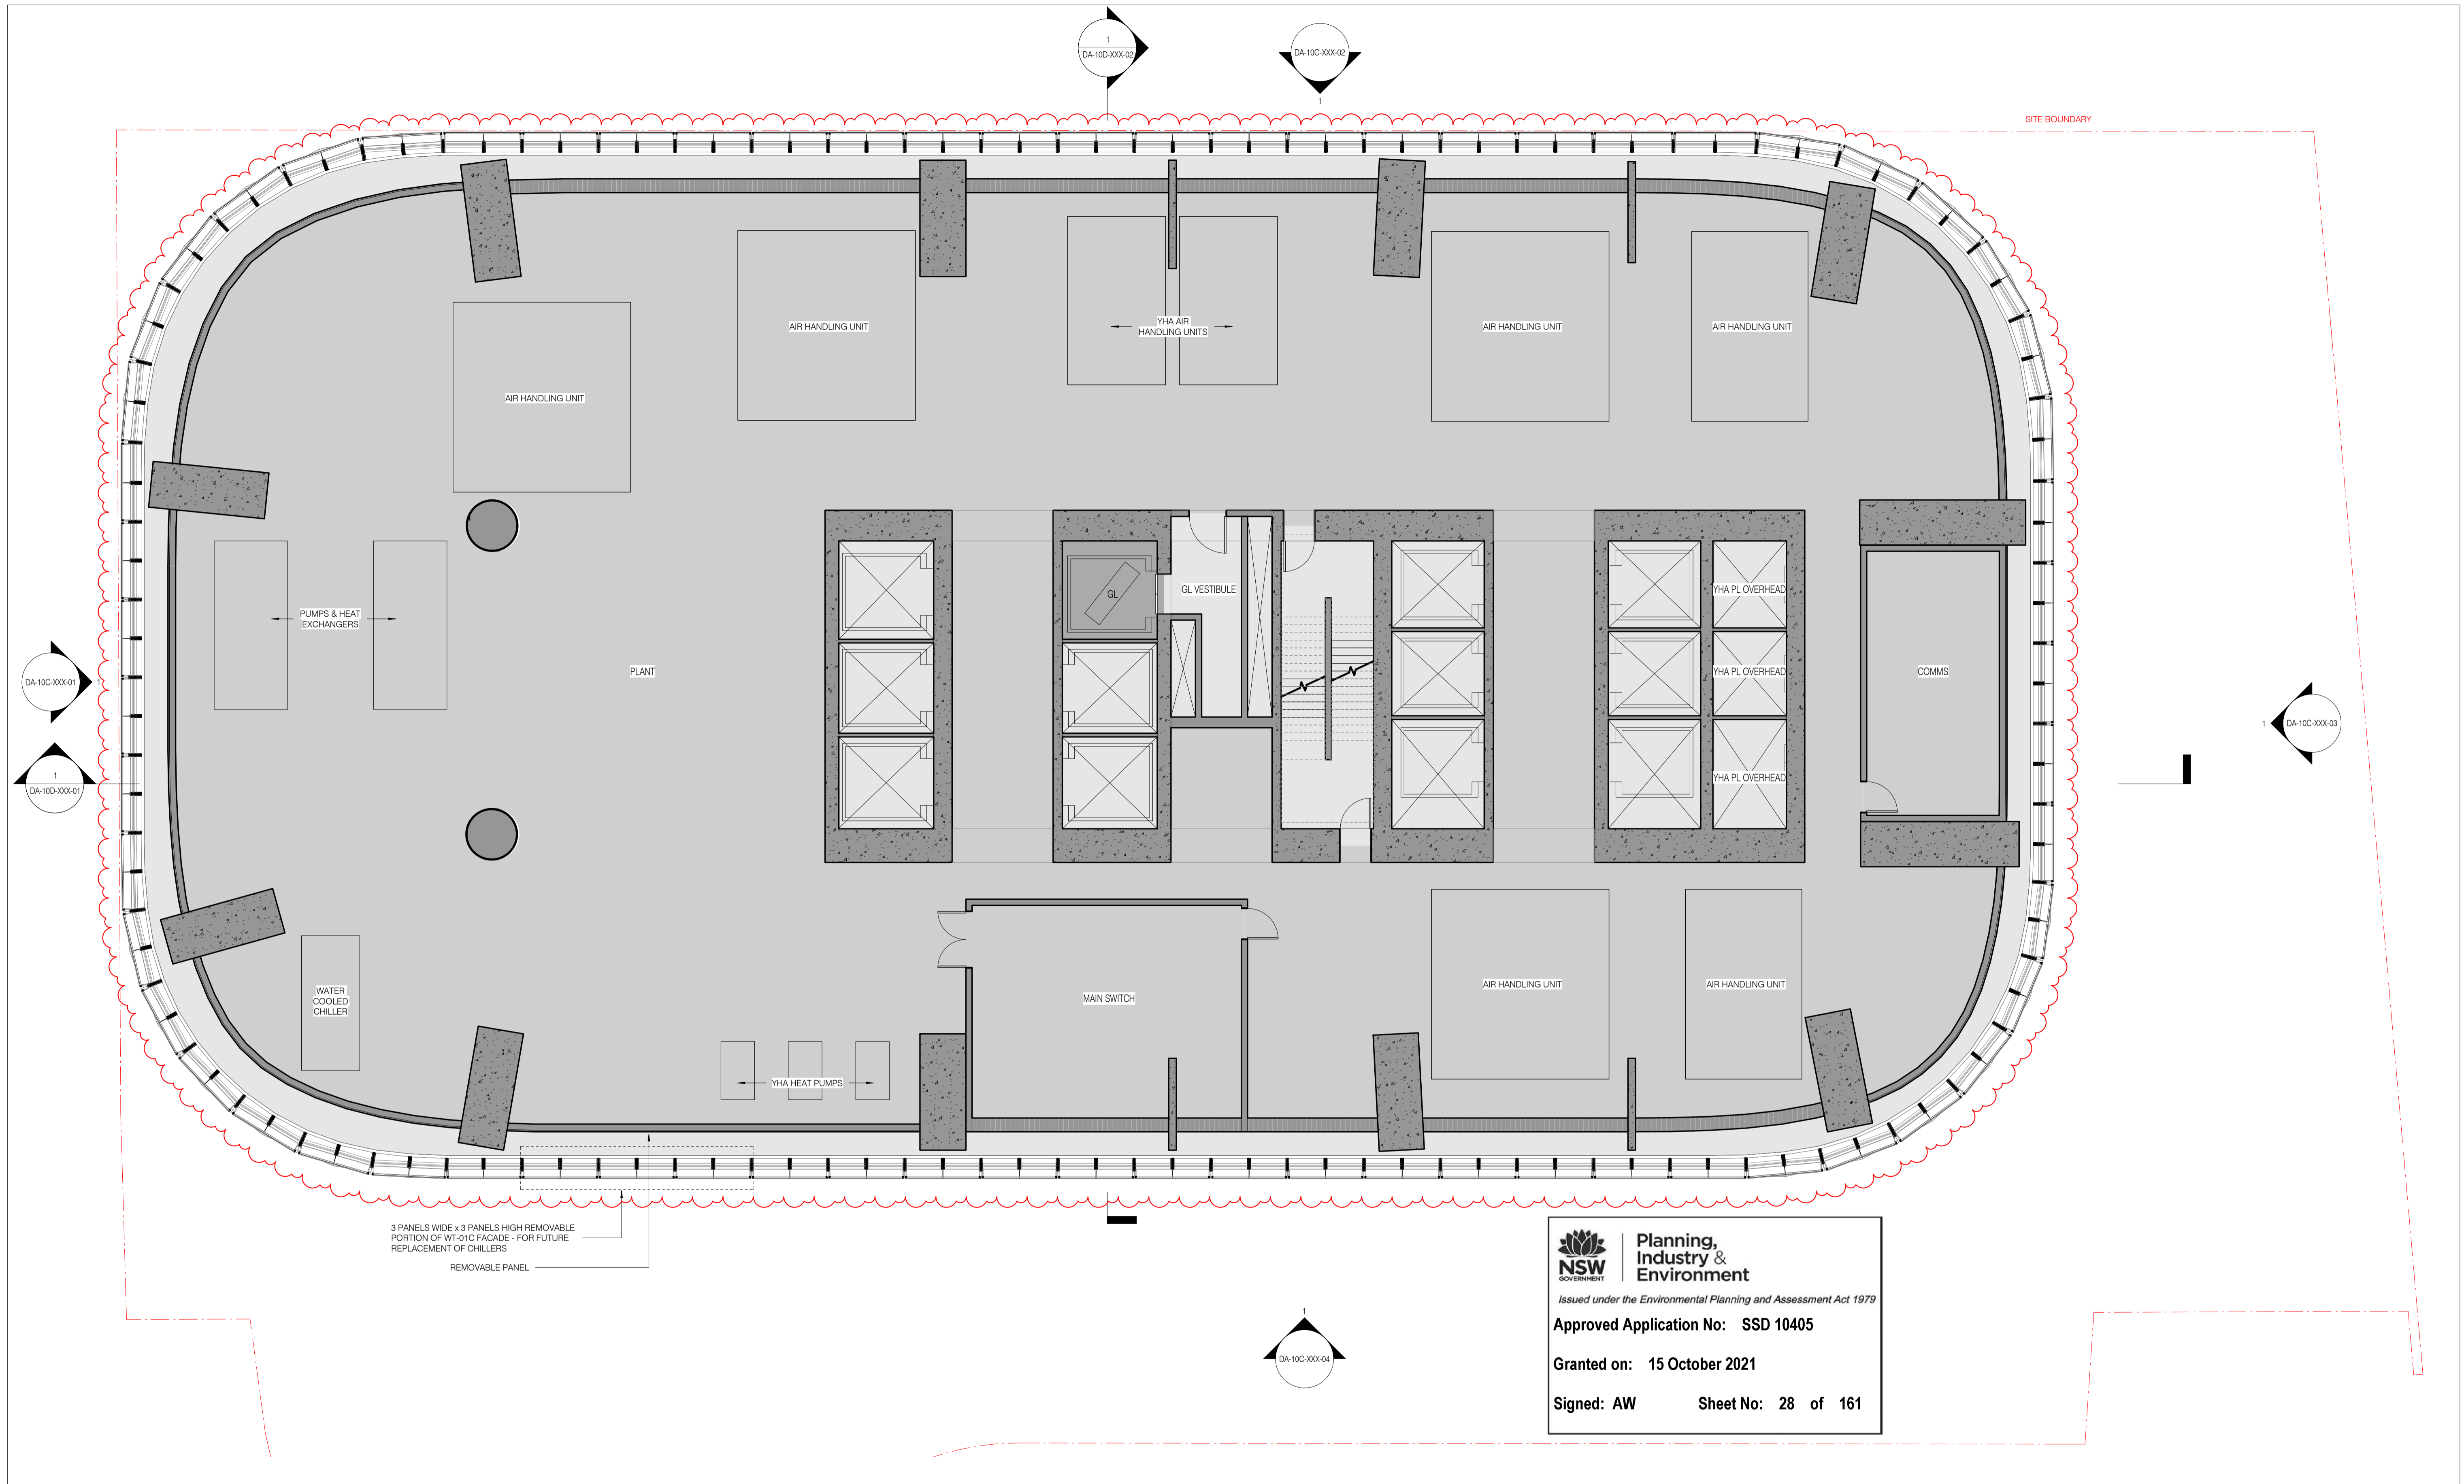 1
DA-10D-XXX-02
DA-10C-XXX-02
1
SITE BOUNDARY
AIR HANDLING UNIT
YHA AIR
HANDLING UNITS
AIR HANDLING UNIT
AIR HANDLING UNIT
AIR HANDLING UNIT
GL
GL VESTIBULE
YHA PL OVERHEAD
PUMPS & HEAT
EXCHANGERS
PLANT
YHA PL OVERHEAD
COMMS
DA-10C-XXX-01
1
1
DA-10C-XXX-03
1
DA-10D-XXX-01
YHA PL OVERHEAD
WATER
COOLED
CHILLER
MAIN SWITCH
AIR HANDLING UNIT
AIR HANDLING UNIT
YHA HEAT PUMPS
3 PANELS WIDE x 3 PANELS HIGH REMOVABLE
PORTION OF WT-01C FACADE - FOR FUTURE
REPLACEMENT OF CHILLERS
REMOVABLE PANEL
1
DA-10C-XXX-04
NSW
GOVERNMENT
Planning,
Industry &
Environment
Issued under the Environmental Planning and Assessment Act 1979
Approved Application No: SSD 10405
Granted on: 15 October 2021
Signed: AW Sheet No: 28 of 161